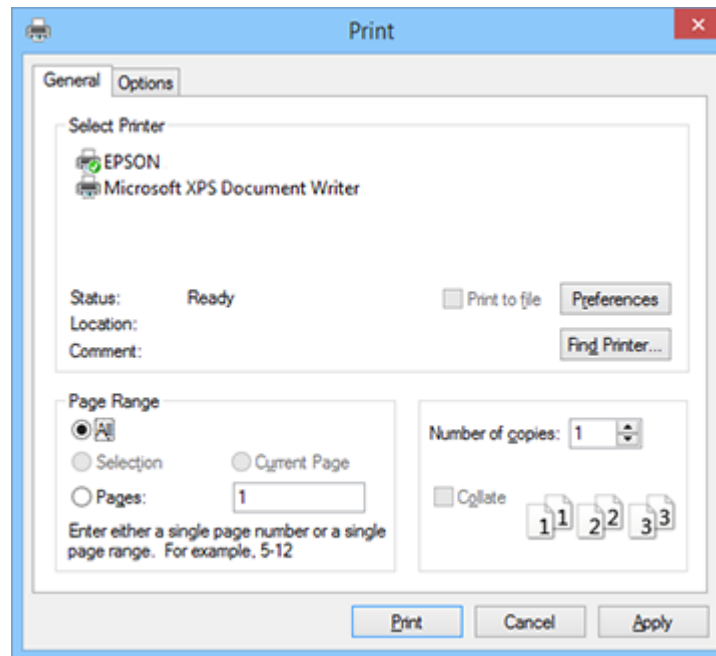 Print
General Options
Select Printer
EPSON
Microsoft XPS Document Writer
Status: Ready Print to file Preferences
Location:
Comment: Find Printer...
Page Range
All
Selection Current Page
Pages: 1
Enter either a single page number or a single
page range. For example, 5-12
Number of copies: 1
Collate
1 1 2 2 3 3
Print Cancel Apply